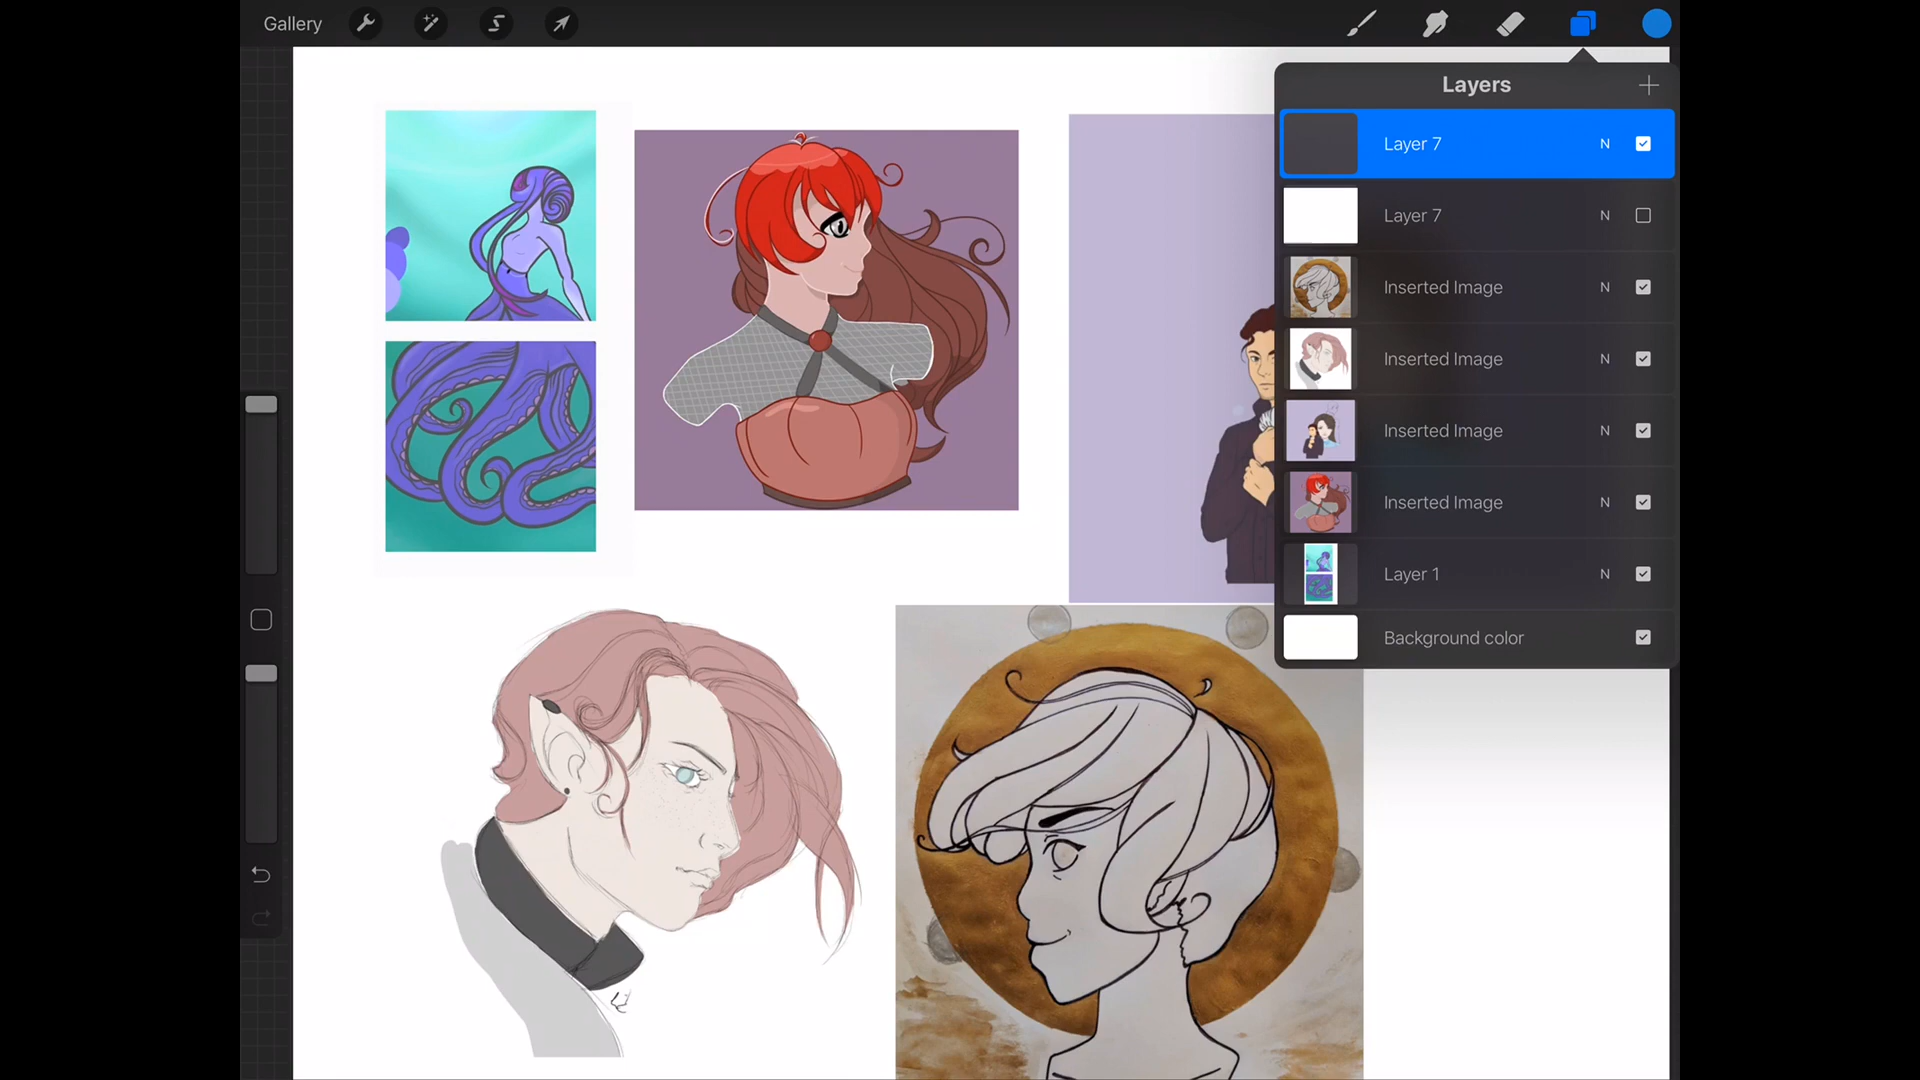 Gallery
Layers
Layer 7 N
Layer 7 N
Inserted Image N
Inserted Image N
Inserted Image N
Inserted Image N
Layer 1 N
Background color